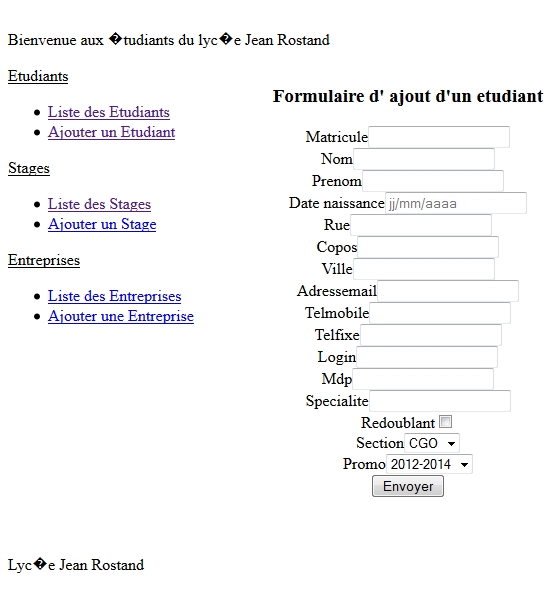 Bienvenue aux �tudiants du lyc�e Jean Rostand
Etudiants
Liste des Etudiants
Ajouter un Etudiant
Stages
Liste des Stages
Ajouter un Stage
Entreprises
Liste des Entreprises
Ajouter une Entreprise
Formulaire d' ajout d'un etudiant
Matricule
Nom
Prenom
Date naissance jj/mm/aaaa
Rue
Copos
Ville
Adressemail
Telmobile
Telfixe
Login
Mdp
Specialite
Redoublant
Section CGO
Promo 2012-2014
Envoyer
Lyc�e Jean Rostand